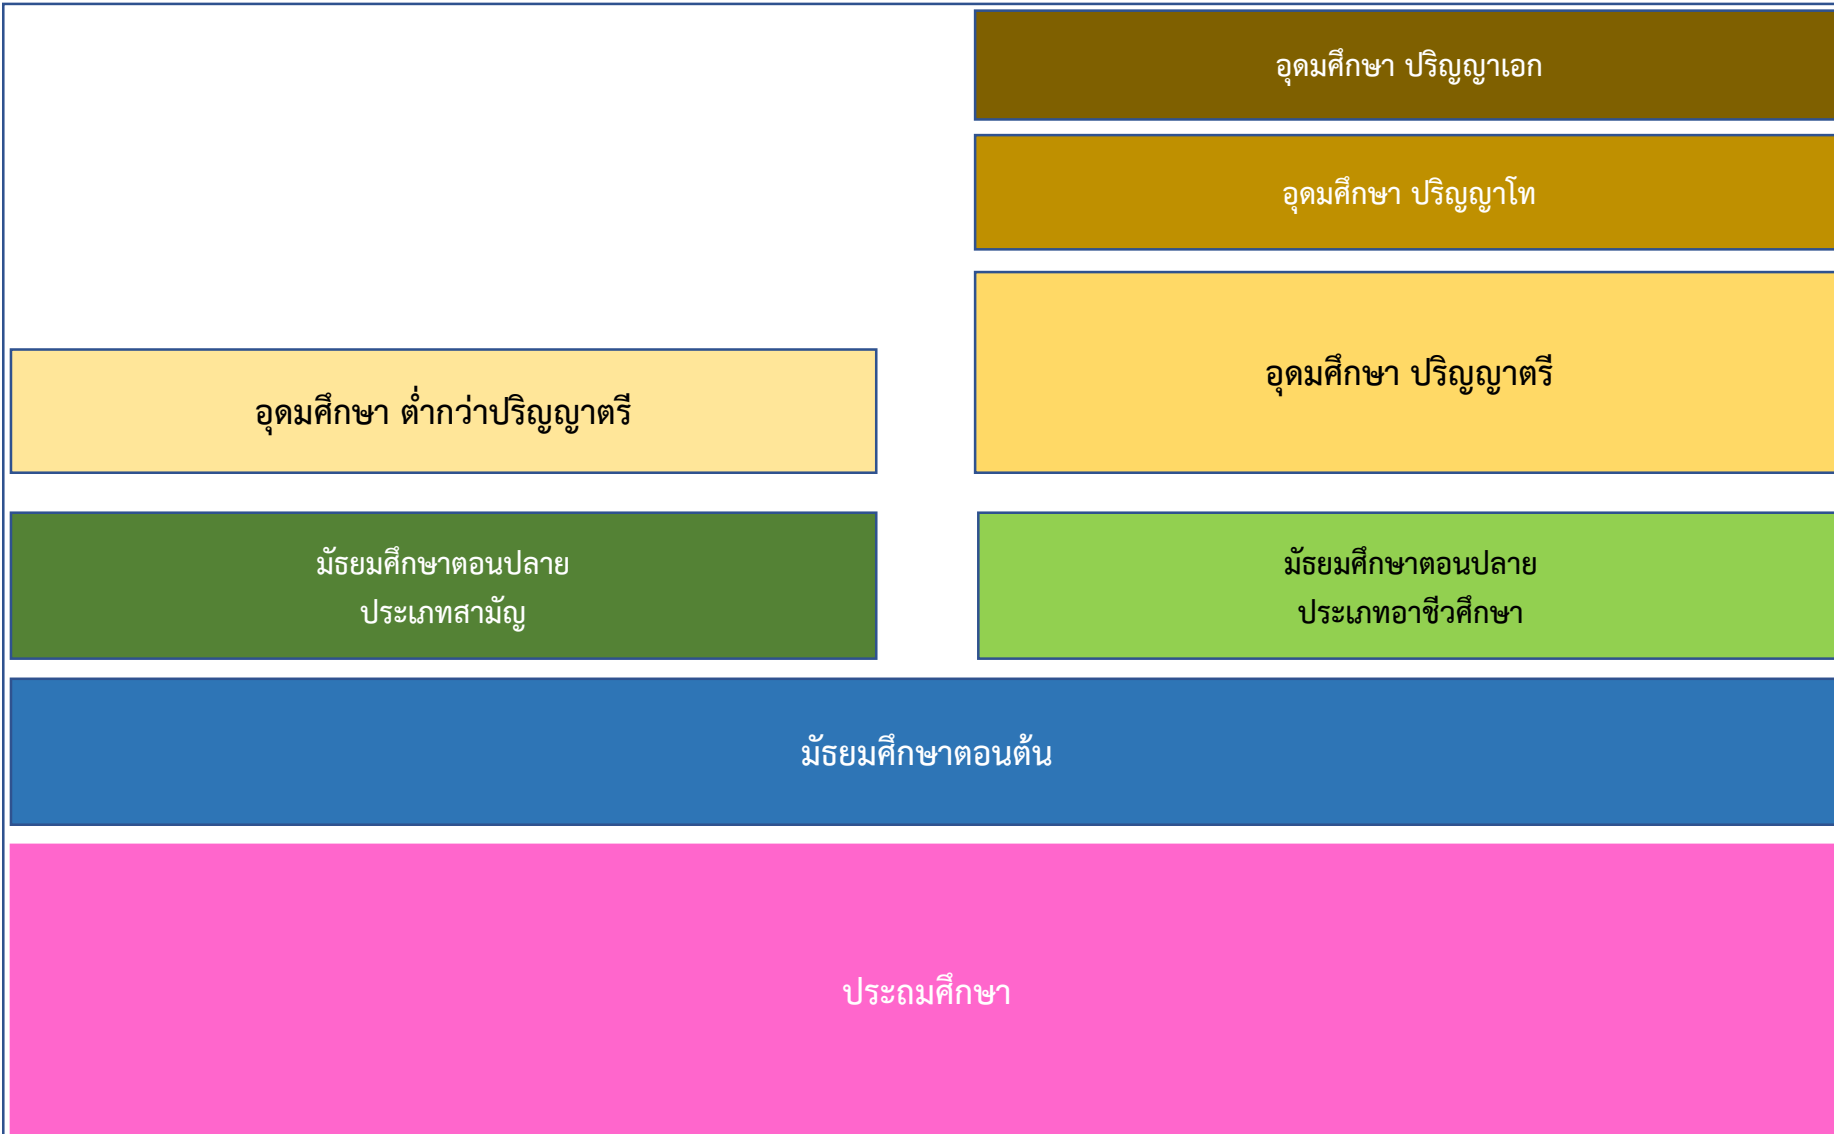 อุดมศึกษา ปริญญาเอก
อุดมศึกษา ปริญญาโท
อุดมศึกษา ปริญญาตรี
อุดมศึกษา ต่ำกว่าปริญญาตรี
มัธยมศึกษาตอนปลาย
ประเภทสามัญ
มัธยมศึกษาตอนปลาย
ประเภทอาชีวศึกษา
มัธยมศึกษาตอนต้น
ประถมศึกษา